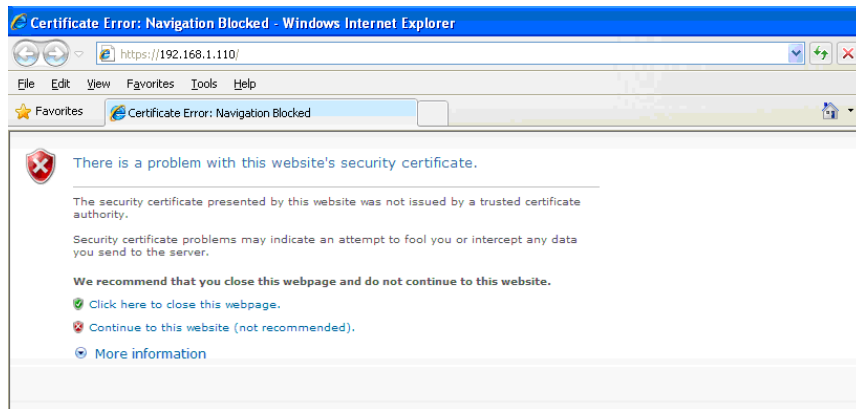 Certificate Error: Navigation Blocked - Windows Internet Explorer
https://192.168.1.110/
File Edit View Favorites Tools Help
Favorites Certificate Error: Navigation Blocked
There is a problem with this website's security certificate.
The security certificate presented by this website was not issued by a trusted certificate
authority.
Security certificate problems may indicate an attempt to fool you or intercept any data
you send to the server.
We recommend that you close this webpage and do not continue to this website.
Click here to close this webpage.
Continue to this website (not recommended).
More information